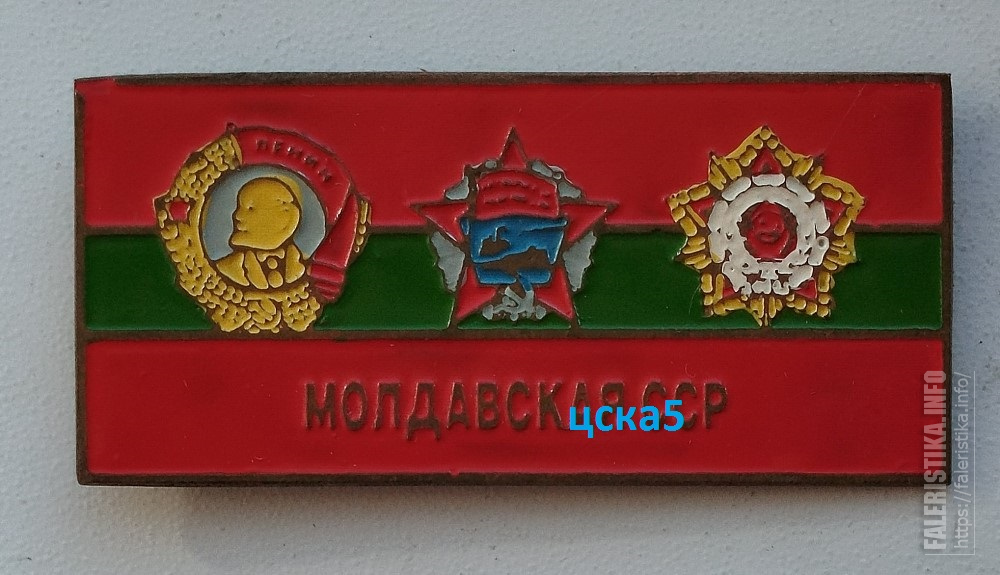 ЛЕНИН
МОЛДАВСКАЯ ССР
цска5
FALERISTIKA.INFO
https://faleristika.info/